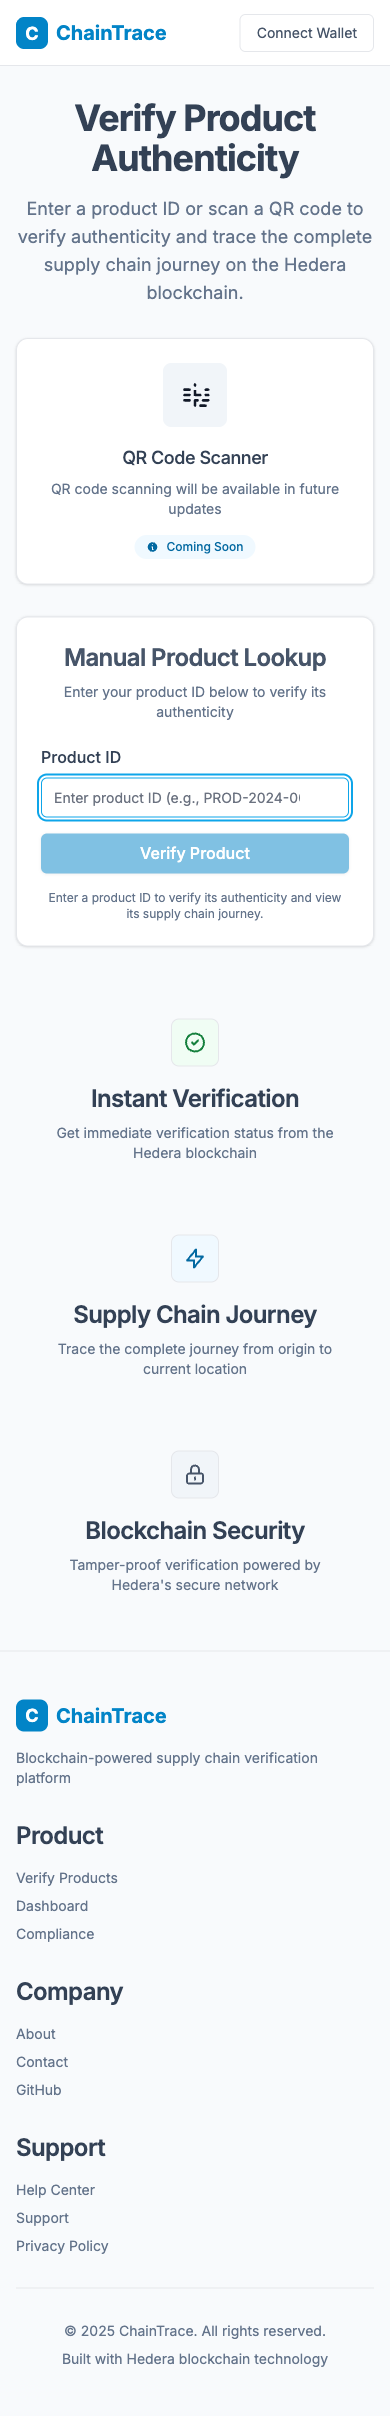 C ChainTrace
Connect Wallet
Verify Product
Authenticity
Enter a product ID or scan a QR code to
verify authenticity and trace the complete
supply chain journey on the Hedera
blockchain.
QR Code Scanner
QR code scanning will be available in future
updates
Coming Soon
Manual Product Lookup
Enter your product ID below to verify its
authenticity
Product ID
Enter product ID (e.g., PROD-2024-0
Verify Product
Enter a product ID to verify its authenticity and view
its supply chain journey.
Instant Verification
Get immediate verification status from the
Hedera blockchain
Supply Chain Journey
Trace the complete journey from origin to
current location
Blockchain Security
Tamper-proof verification powered by
Hedera's secure network
C ChainTrace
Blockchain-powered supply chain verification
platform
Product
Verify Products
Dashboard
Compliance
Company
About
Contact
GitHub
Support
Help Center
Support
Privacy Policy
© 2025 ChainTrace. All rights reserved.
Built with Hedera blockchain technology